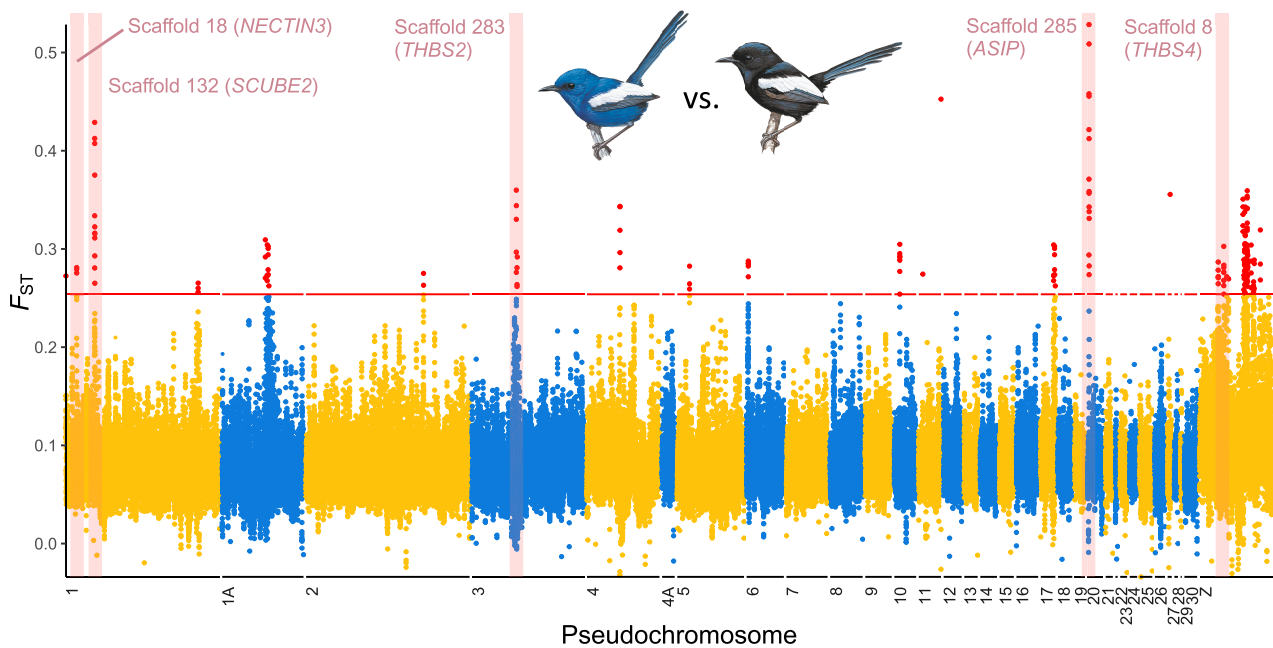 Scaffold 18 (NECTIN3)
Scaffold 132 (SCUBE2)
Scaffold 283
(THBS2)
vs.
Scaffold 285
(ASIP)
Scaffold 8
(THBS4)
0.5
0.4
0.3
0.2
0.1
0.0
FST
1
1A
2
3
4
4A
5
6
7
8
9
10
11
12
13
14
15
16
17
18
19
20
21
22
23
24
25
26
27
28
29
30
Z
Pseudochromosome